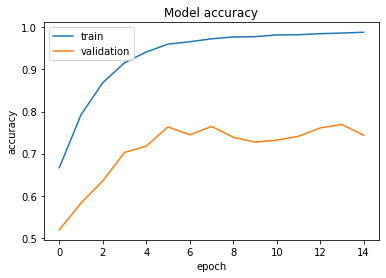 Model accuracy
1.0
0.9
0.8
0.7
0.6
0.5
accuracy
train
validation
0 2 4 6 8 10 12 14
epoch